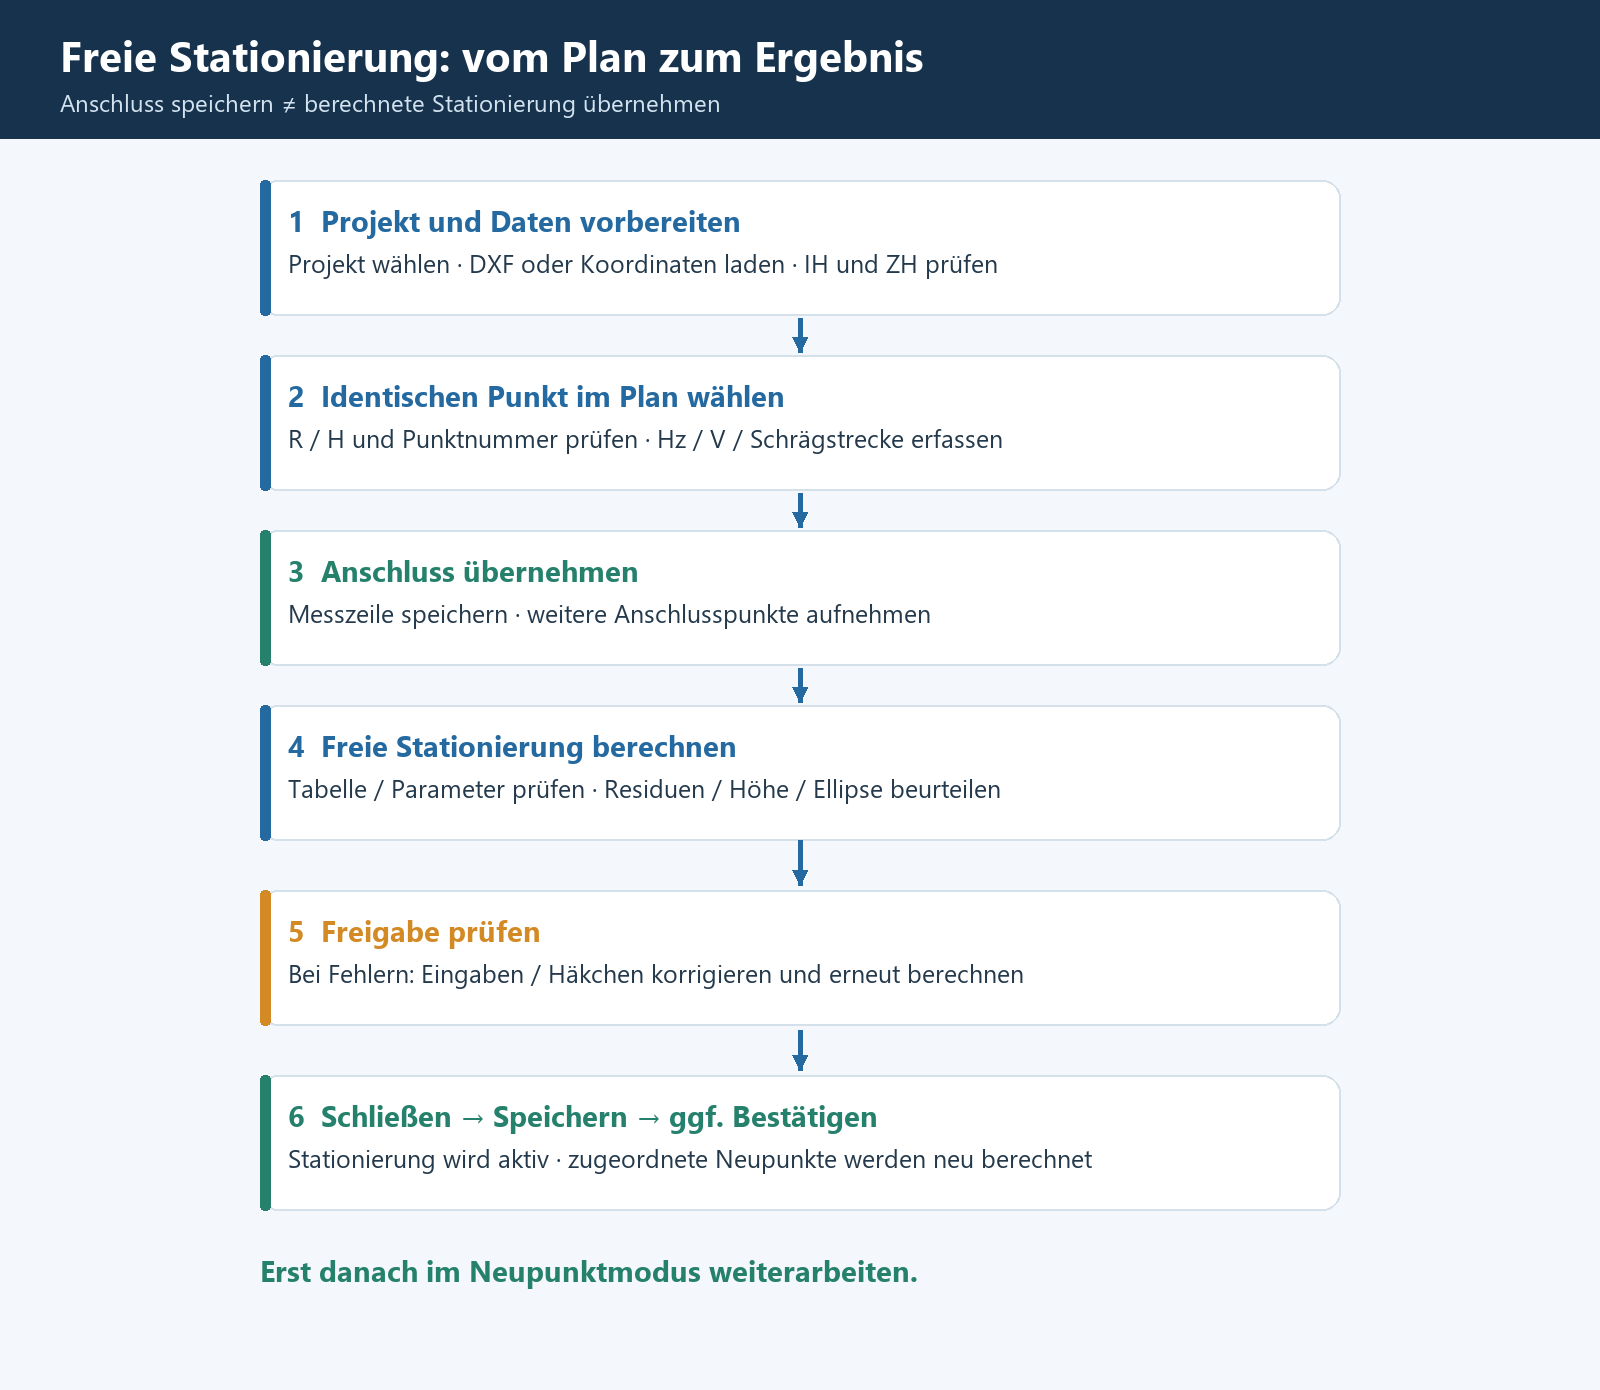 Freie Stationierung: vom Plan zum Ergebnis
Anschluss speichern ≠ berechnete Stationierung übernehmen
1 Projekt und Daten vorbereiten
Projekt wählen · DXF oder Koordinaten laden · IH und ZH prüfen
2 Identischen Punkt im Plan wählen
R / H und Punktnummer prüfen · Hz / V / Schrägstrecke erfassen
3 Anschluss übernehmen
Messzeile speichern · weitere Anschlusspunkte aufnehmen
4 Freie Stationierung berechnen
Tabelle / Parameter prüfen · Residuen / Höhe / Ellipse beurteilen
5 Freigabe prüfen
Bei Fehlern: Eingaben / Häkchen korrigieren und erneut berechnen
6 Schließen → Speichern → ggf. Bestätigen
Stationierung wird aktiv · zugeordnete Neupunkte werden neu berechnet
Erst danach im Neupunktmodus weiterarbeiten.